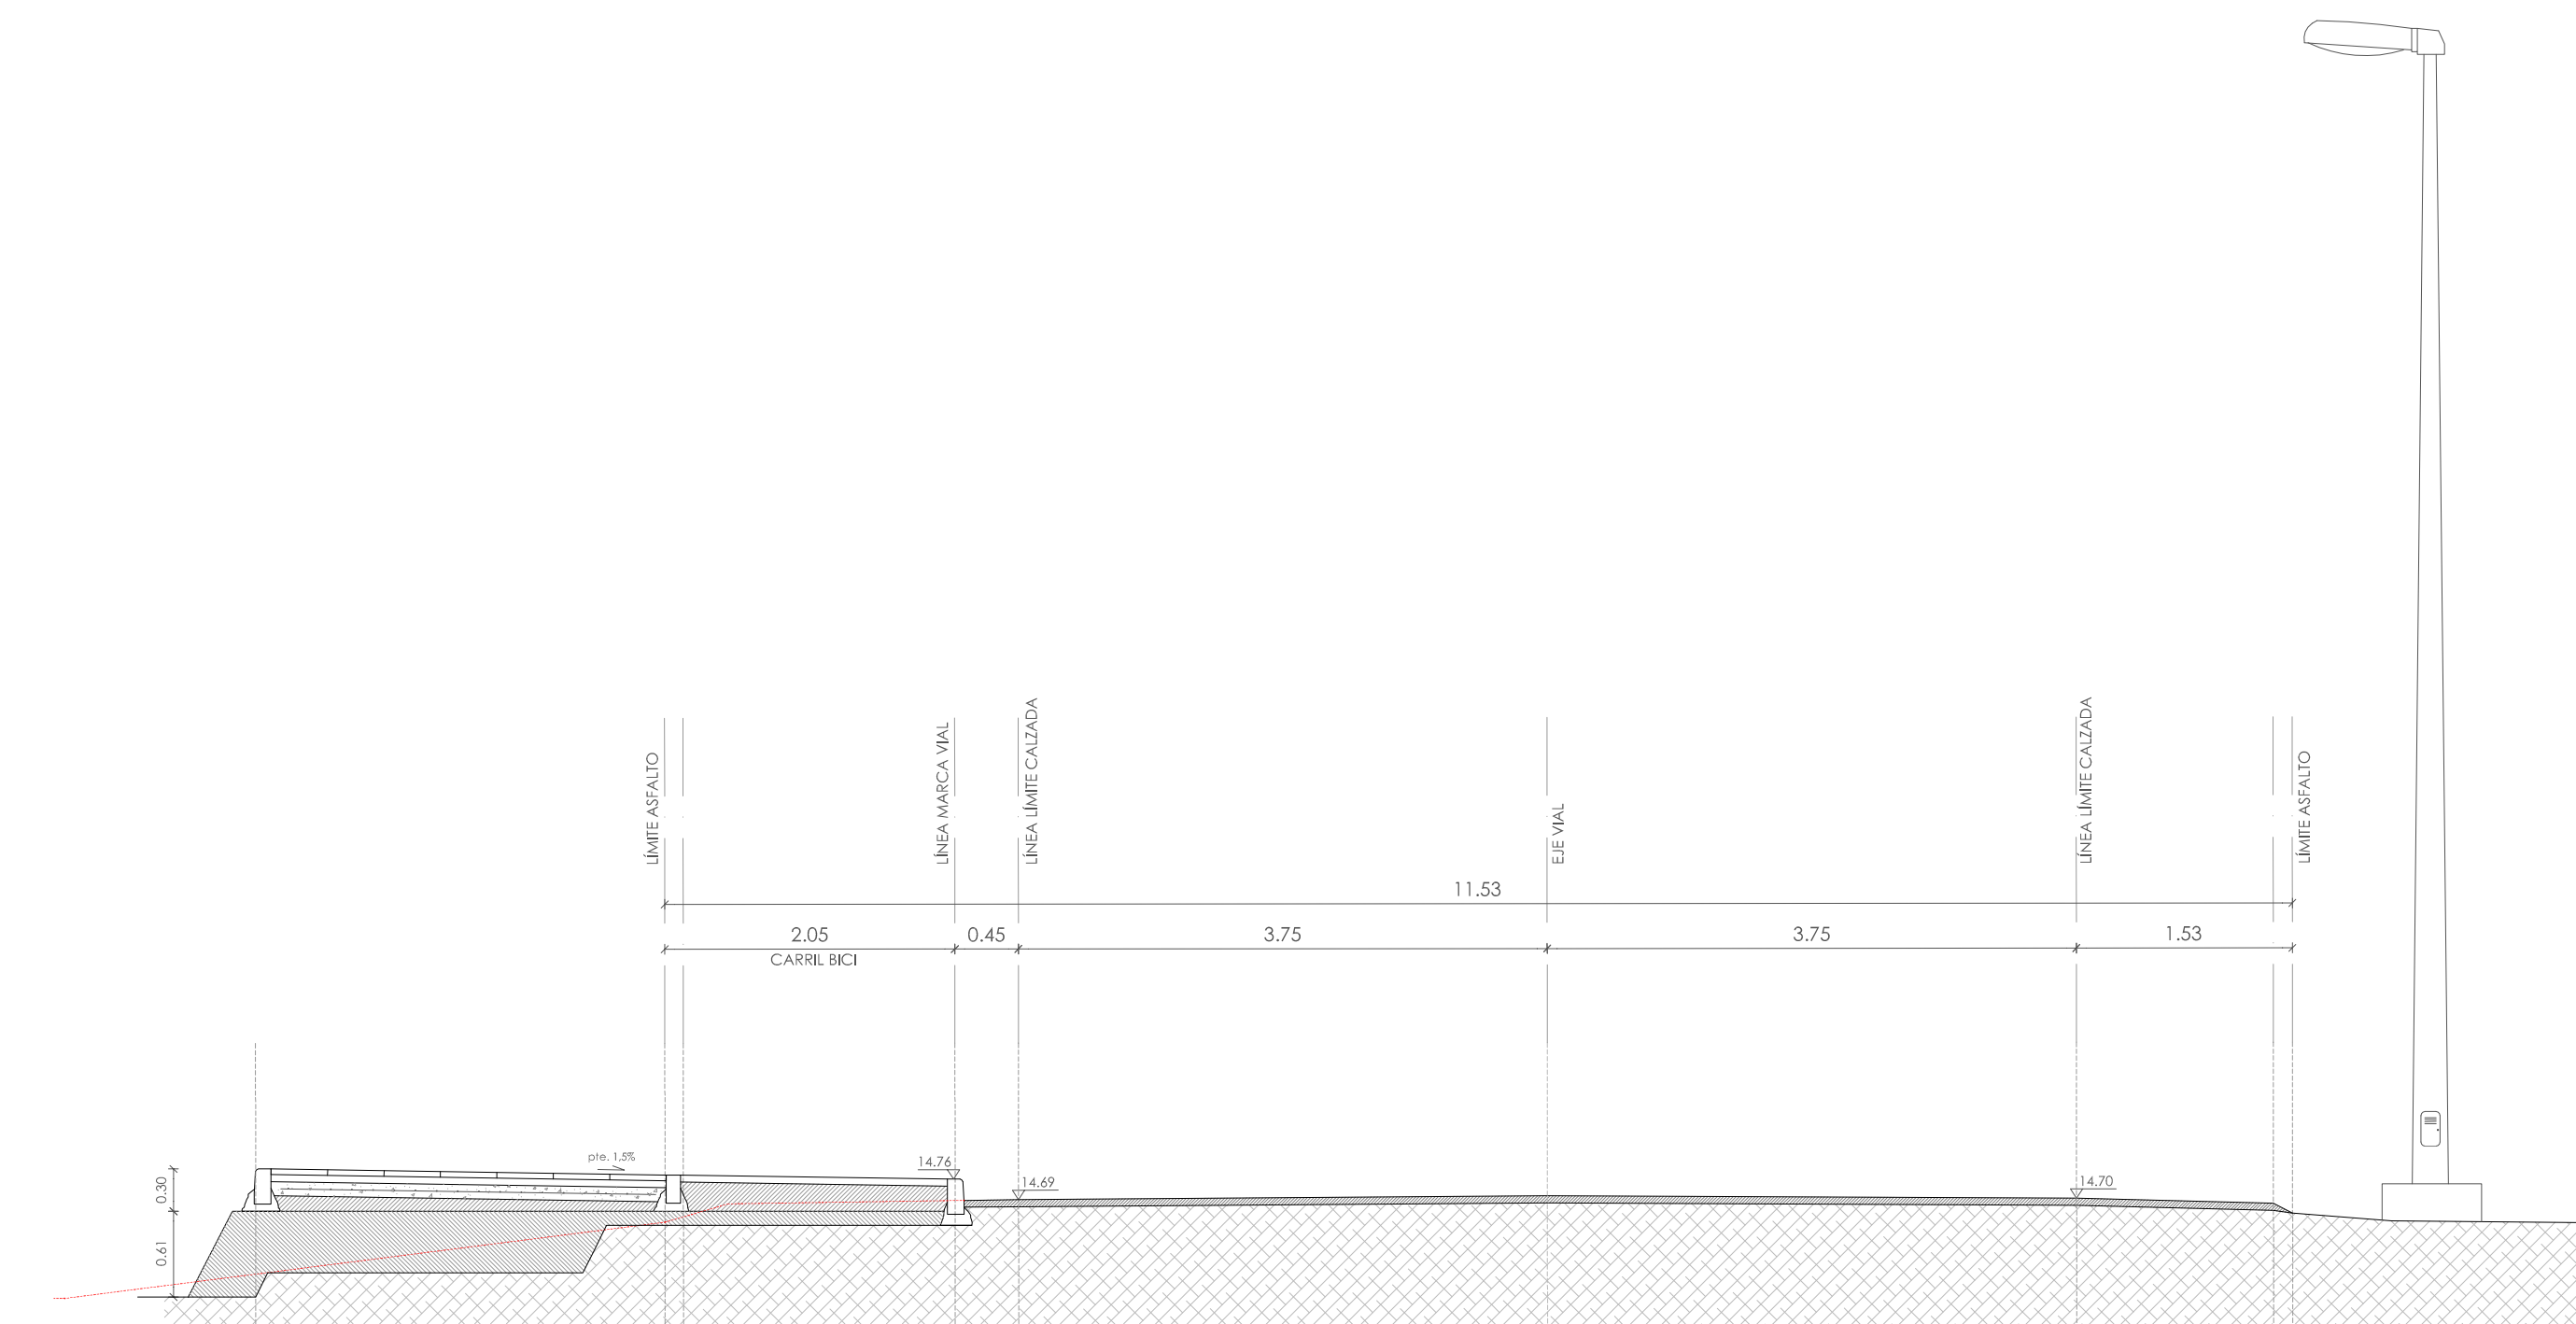 LÍMITE ASFALTO
LÍNEA MARCA VIAL
LÍNEA LÍMITE CALZADA
EJE VIAL
LÍNEA LÍMITE CALZADA
LÍMITE ASFALTO
11.53
2.05
0.45
3.75
3.75
1.53
CARRIL BICI
pte. 1,5%
14.76
14.69
14.70
0.30
0.61